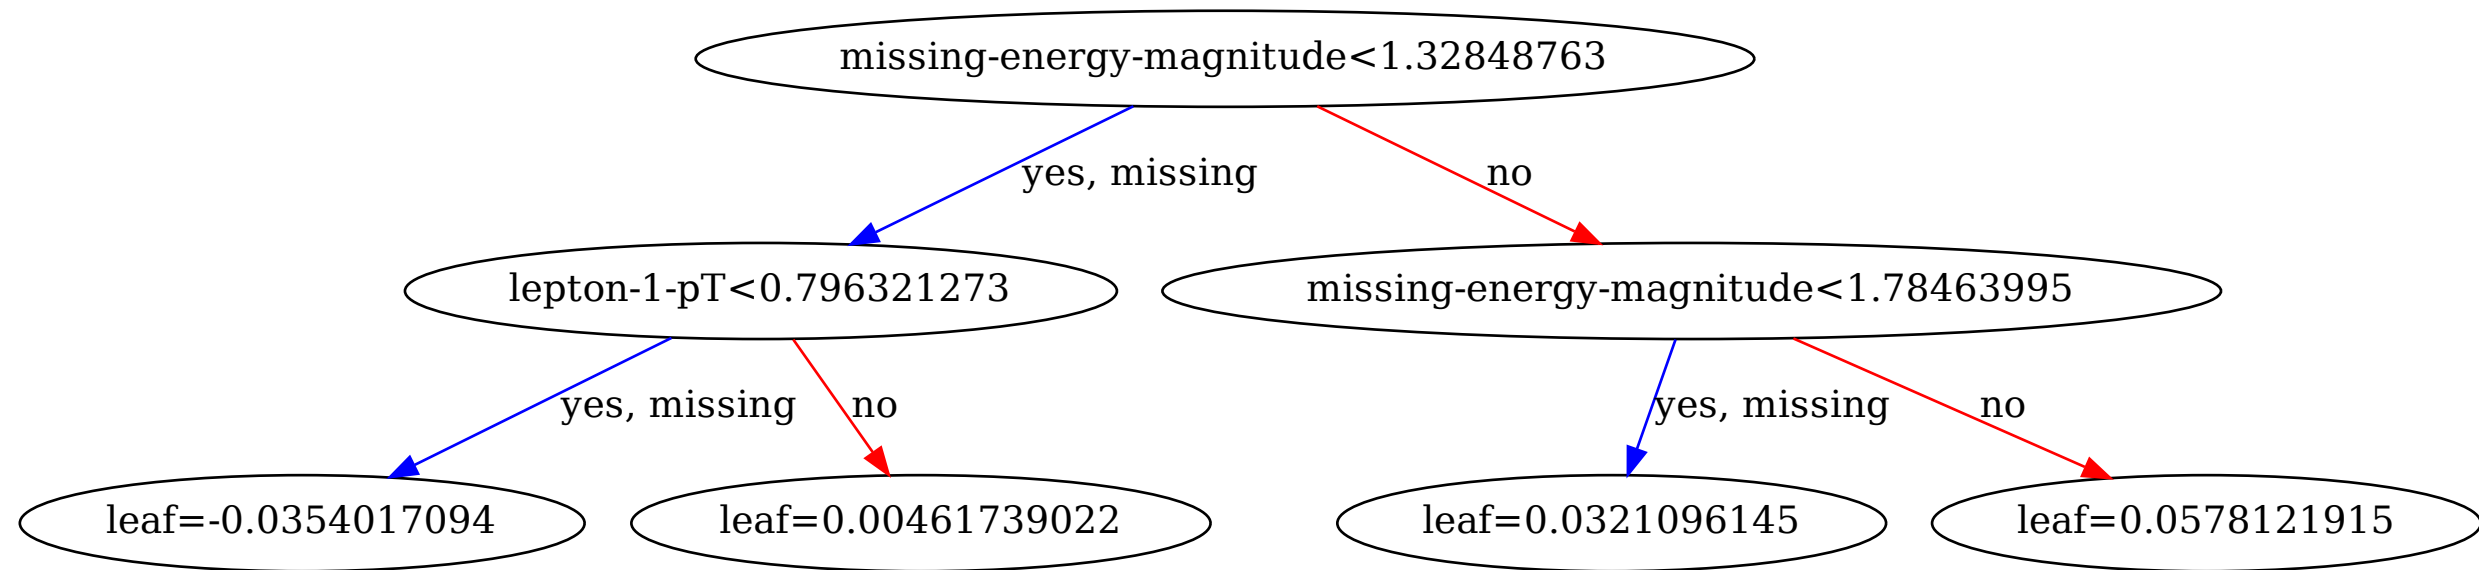 missing-energy-magnitude<1.32848763
yes, missing
no
lepton-1-pT<0.796321273
missing-energy-magnitude<1.78463995
yes, missing
no
yes, missing
no
leaf=-0.0354017094
leaf=0.00461739022
leaf=0.0321096145
leaf=0.0578121915